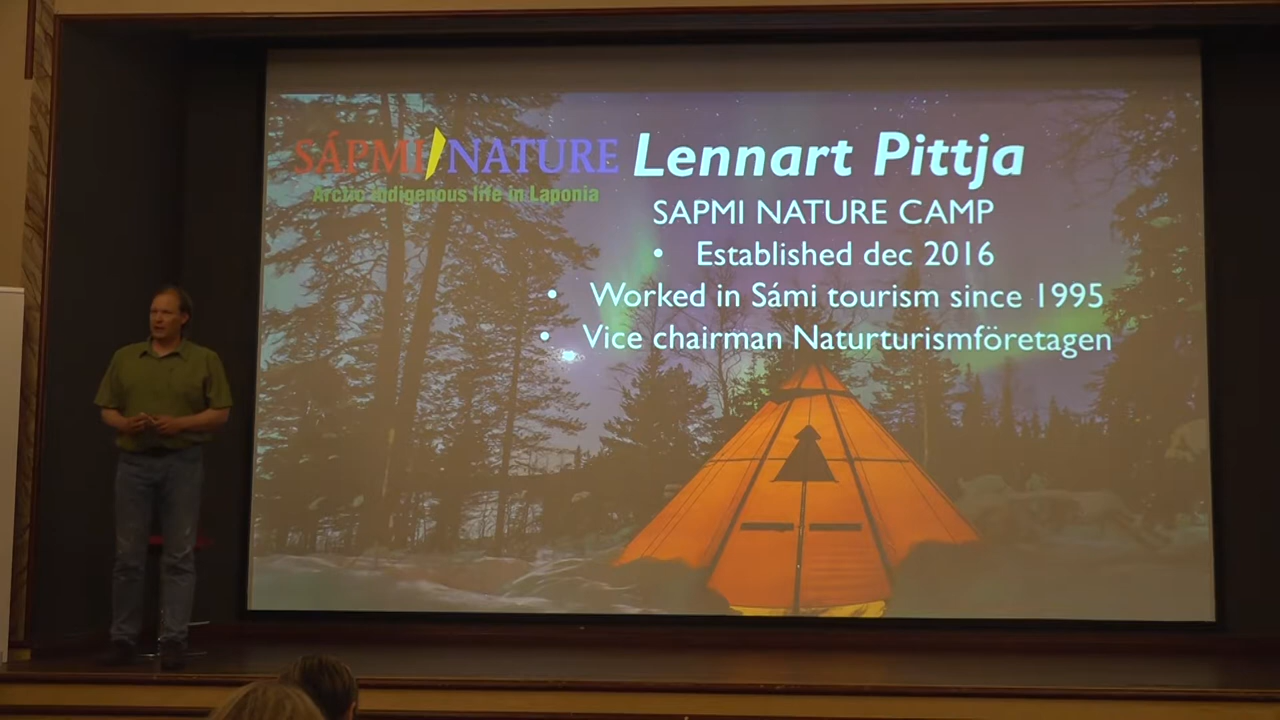 SÁPMI NATURE
Arctic indigenous life in Laponia
Lennart Pittja
SAPMI NATURE CAMP
• Established dec 2016
• Worked in Sámi tourism since 1995
• Vice chairman Naturturismföretagen